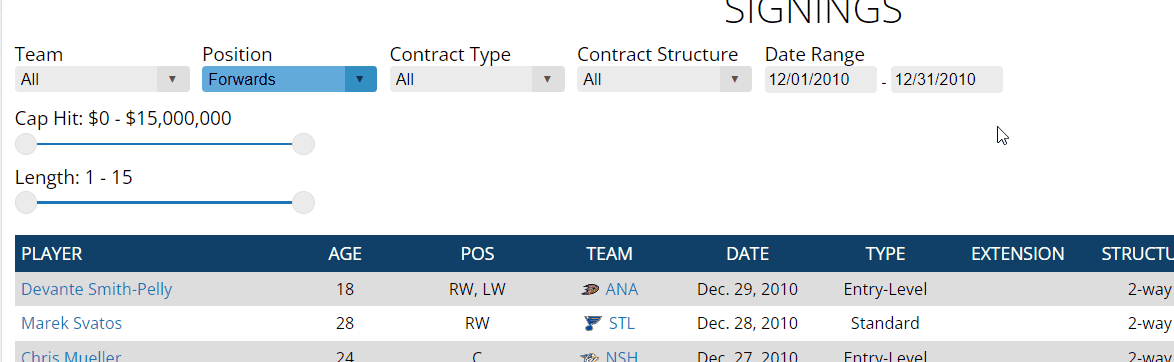 SIGNINGS
Team Position Contract Type Contract Structure Date Range
All Forwards All All 12/01/2010 - 12/31/2010
Cap Hit: $0 - $15,000,000
Length: 1 - 15
PLAYER AGE POS TEAM DATE TYPE EXTENSION STRUCTU
Devante Smith-Pelly 18 RW, LW ANA Dec. 29, 2010 Entry-Level 2-way
Marek Svatos 28 RW STL Dec. 28, 2010 Standard 2-way
Chris Mueller 24 C NSH Dec. 27, 2010 Entry-Level 2-way